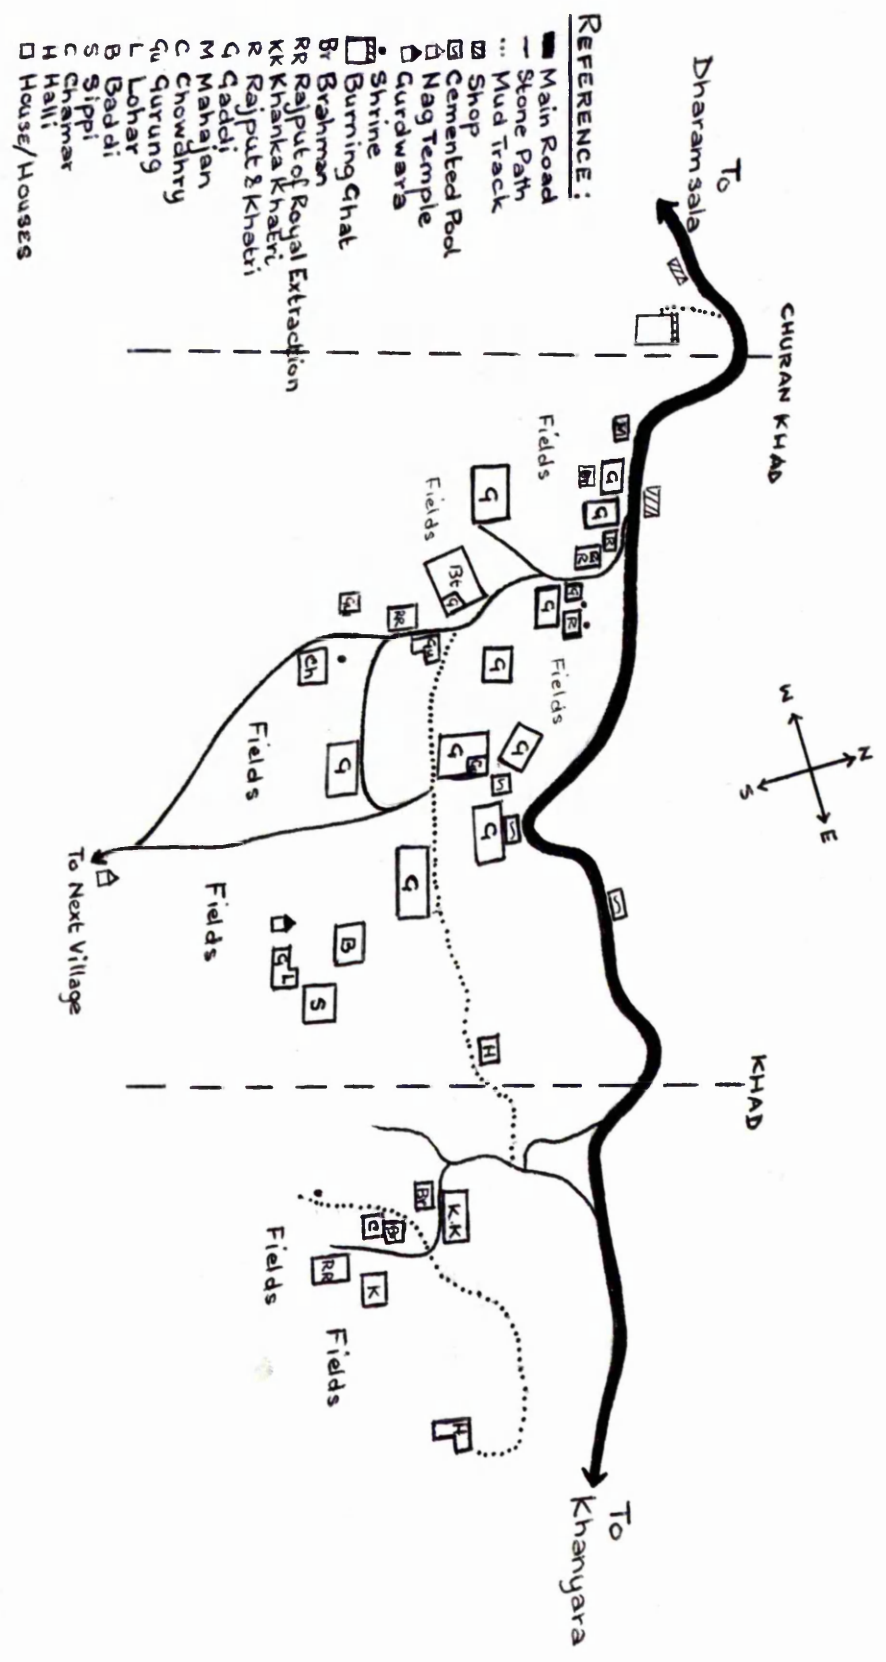 REFERENCE:
Main Road
Stone Path
... Mud Track
Shop
Cemented Pool
Nag Temple
Gurdwara
Shrine
Burning Ghat
Br Brahman
RR Rajput of Royal Extraction
KK Khanka Khatri
R Rajput & Khatri
G Gaddi
M Mahajan
C Chowdhry
Gu Gurung
L Lohar
B Baddi
S Sippi
C Chamar
H Halli
House/Houses
To
Dharamsala
CHURAN KHAD
Fields
Fields
G
G
G
R
R
G
Bt
G
RR
Gu
Gu
Ch
G
Fields
Fields
G
G
G
Gu
G
G
N
W
E
S
To Next Village
Fields
B
G
L
S
H
KHAD
Br
K.K
C
Br
RR
K
Fields
Fields
H
To
Khanyara